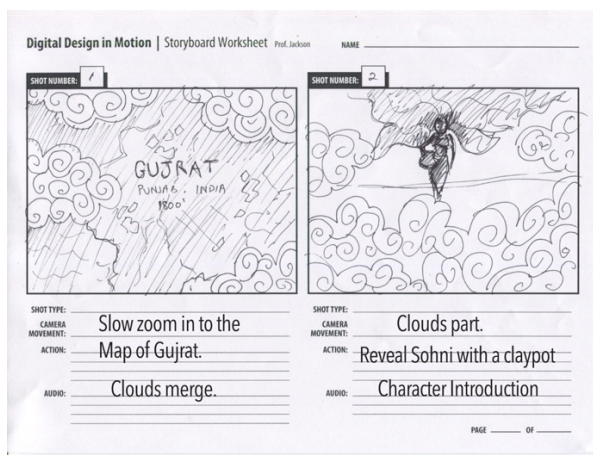 Digital Design in Motion | Storyboard Worksheet Prof. Jackson
NAME
SHOT NUMBER: 1
SHOT NUMBER: 2
GUJRAT
PUNJAB. INDIA
1800'
SHOT TYPE:
CAMERA MOVEMENT: Slow zoom in to the
ACTION: Map of Gujrat.
AUDIO: Clouds merge.
SHOT TYPE:
CAMERA MOVEMENT: Clouds part.
ACTION: Reveal Sohni with a claypot
AUDIO: Character Introduction
PAGE OF